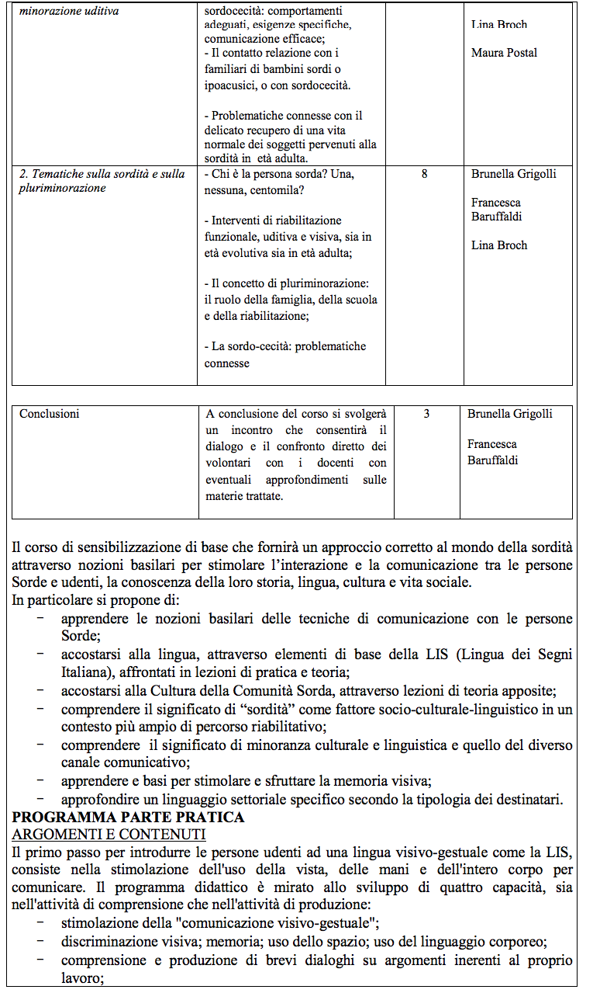 minorazione uditiva
sordocecità: comportamenti
adeguati, esigenze specifiche,
comunicazione efficace;
- Il contatto relazione con i
familiari di bambini sordi o
ipoacusici, o con sordocecità.
- Problematiche connesse con il
delicato recupero di una vita
normale dei soggetti pervenuti alla
sordità in età adulta.
Lina Broch
Maura Postal
2. Tematiche sulla sordità e sulla
pluriminorazione
- Chi è la persona sorda? Una,
nessuna, centomila?
- Interventi di riabilitazione
funzionale, uditiva e visiva, sia in
età evolutiva sia in età adulta;
- Il concetto di pluriminorazione:
il ruolo della famiglia, della scuola
e della riabilitazione;
- La sordo-cecità: problematiche
connesse
8
Brunella Grigolli
Francesca
Baruffaldi
Lina Broch
Conclusioni
A conclusione del corso si svolgerà
un incontro che consentirà il
dialogo e il confronto diretto dei
volontari con i docenti con
eventuali approfondimenti sulle
materie trattate.
3
Brunella Grigolli
Francesca
Baruffaldi
Il corso di sensibilizzazione di base che fornirà un approccio corretto al mondo della sordità
attraverso nozioni basilari per stimolare l’interazione e la comunicazione tra le persone
Sorde e udenti, la conoscenza della loro storia, lingua, cultura e vita sociale.
In particolare si propone di:
− apprendere le nozioni basilari delle tecniche di comunicazione con le persone
Sorde;
− accostarsi alla lingua, attraverso elementi di base della LIS (Lingua dei Segni
Italiana), affrontati in lezioni di pratica e teoria;
− accostarsi alla Cultura della Comunità Sorda, attraverso lezioni di teoria apposite;
− comprendere il significato di “sordità” come fattore socio-culturale-linguistico in un
contesto più ampio di percorso riabilitativo;
− comprendere il significato di minoranza culturale e linguistica e quello del diverso
canale comunicativo;
− apprendere e basi per stimolare e sfruttare la memoria visiva;
− approfondire un linguaggio settoriale specifico secondo la tipologia dei destinatari.
PROGRAMMA PARTE PRATICA
ARGOMENTI E CONTENUTI
Il primo passo per introdurre le persone udenti ad una lingua visivo-gestuale come la LIS,
consiste nella stimolazione dell'uso della vista, delle mani e dell'intero corpo per
comunicare. Il programma didattico è mirato allo sviluppo di quattro capacità, sia
nell'attività di comprensione che nell'attività di produzione:
− stimolazione della "comunicazione visivo-gestuale";
− discriminazione visiva; memoria; uso dello spazio; uso del linguaggio corporeo;
− comprensione e produzione di brevi dialoghi su argomenti inerenti al proprio
lavoro;